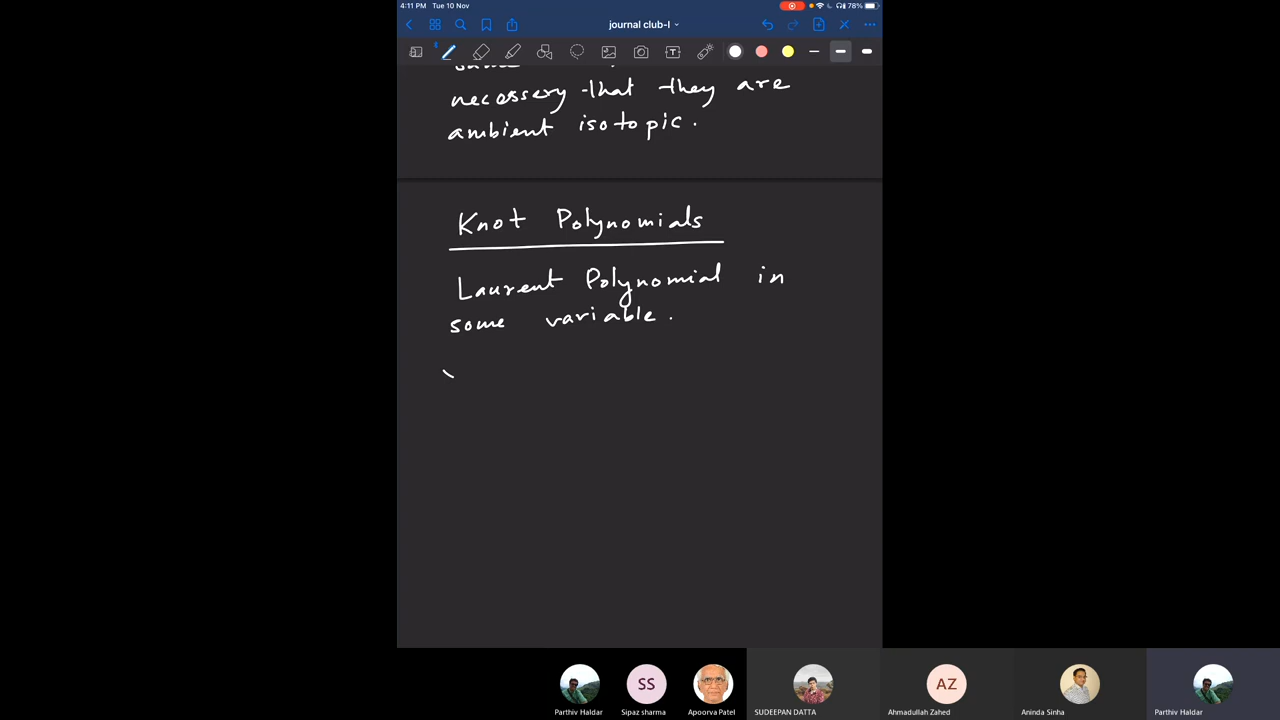 4:11 PM Tue 10 Nov
78%
journal club-I
necessery that they are
ambient isotopic.
Knot Polynomials
Laurent Polynomial in
some variable.
SS
AZ
Parthiv Haldar
Sipaz sharma
Apoorva Patel
SUDEEPAN DATTA
Ahmadullah Zahed
Aninda Sinha
Parthiv Haldar